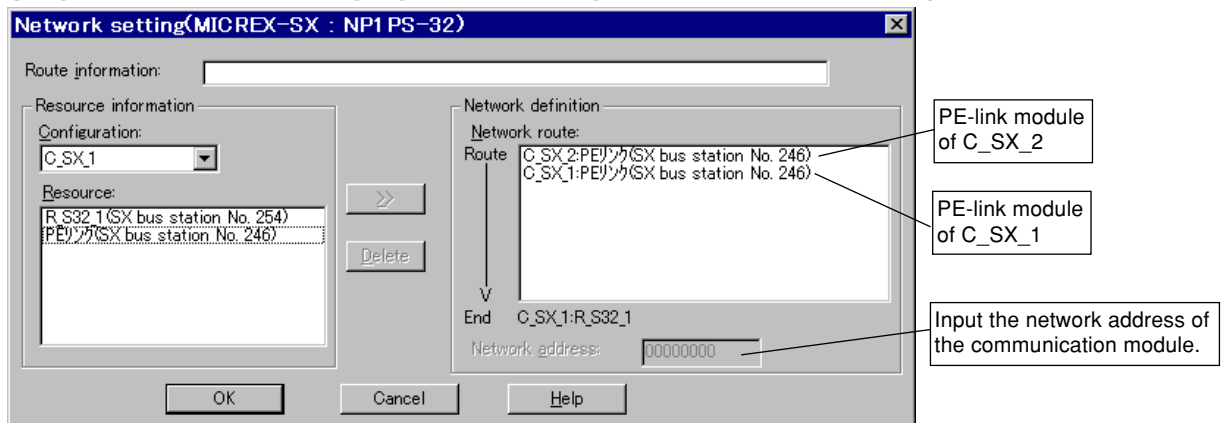 Network setting(MICREX-SX : NP1PS-32)
Route information:
Resource information
Configuration:
C_SX_1
Resource:
R_S32_1(SX bus station No. 254)
PEリンク(SX bus station No. 246)
>>
Delete
Network definition
Network route:
Route
C_SX_2:PEリンク(SX bus station No. 246)
C_SX_1:PEリンク(SX bus station No. 246)
V
End C_SX_1:R_S32_1
Network address: 00000000
OK Cancel Help
PE-link module
of C_SX_2
PE-link module
of C_SX_1
Input the network address of
the communication module.